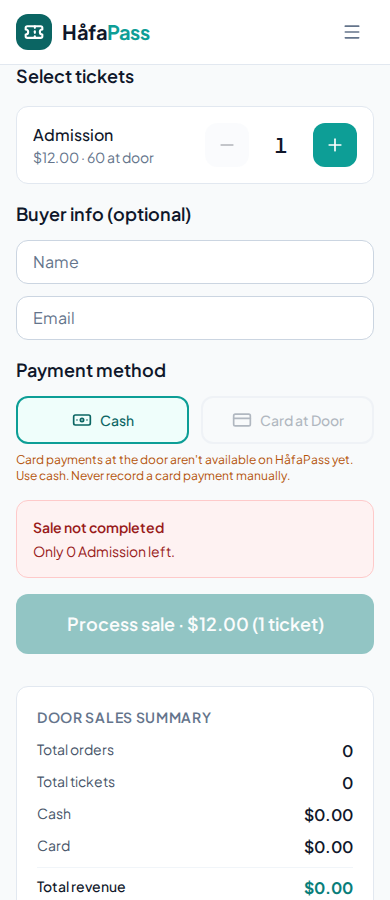 HåfaPass
Select tickets
Admission
$12.00 · 60 at door
1
Buyer info (optional)
Name
Email
Payment method
Cash
Card at Door
Card payments at the door aren't available on HåfaPass yet.
Use cash. Never record a card payment manually.
Sale not completed
Only 0 Admission left.
Process sale · $12.00 (1 ticket)
DOOR SALES SUMMARY
Total orders 0
Total tickets 0
Cash $0.00
Card $0.00
Total revenue $0.00